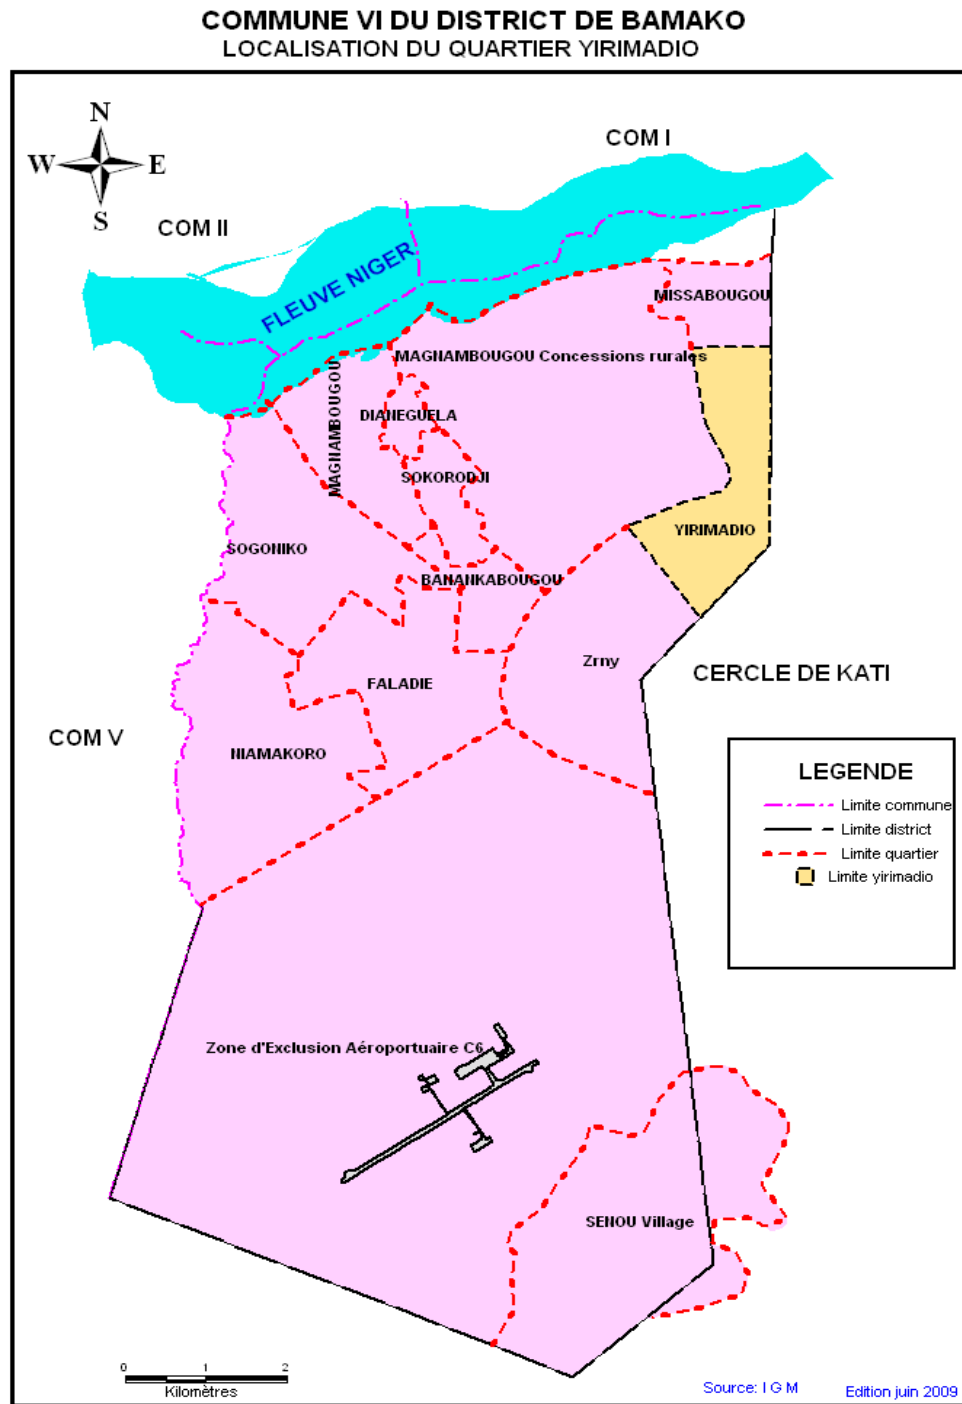 COMMUNE VI DU DISTRICT DE BAMAKO
LOCALISATION DU QUARTIER YIRIMADIO
N
W
E
S
COM I
COM II
FLEUVE NIGER
MISSABOUGOU
MAGNAMBOUGOU Concessions rurales
MAGNAMBOUGOU
DIANEGUELA
SOKORODJI
YIRIMADIO
SOGONIKO
BANANKABOUGOU
Zrny
CERCLE DE KATI
FALADIE
COM V
NIAMAKORO
LEGENDE
Limite commune
Limite district
Limite quartier
Limite yirimadio
Zone d'Exclusion Aéroportuaire C6
SENOU Village
0 1 2
Kilomètres
Source: I G M
Edition juin 2009